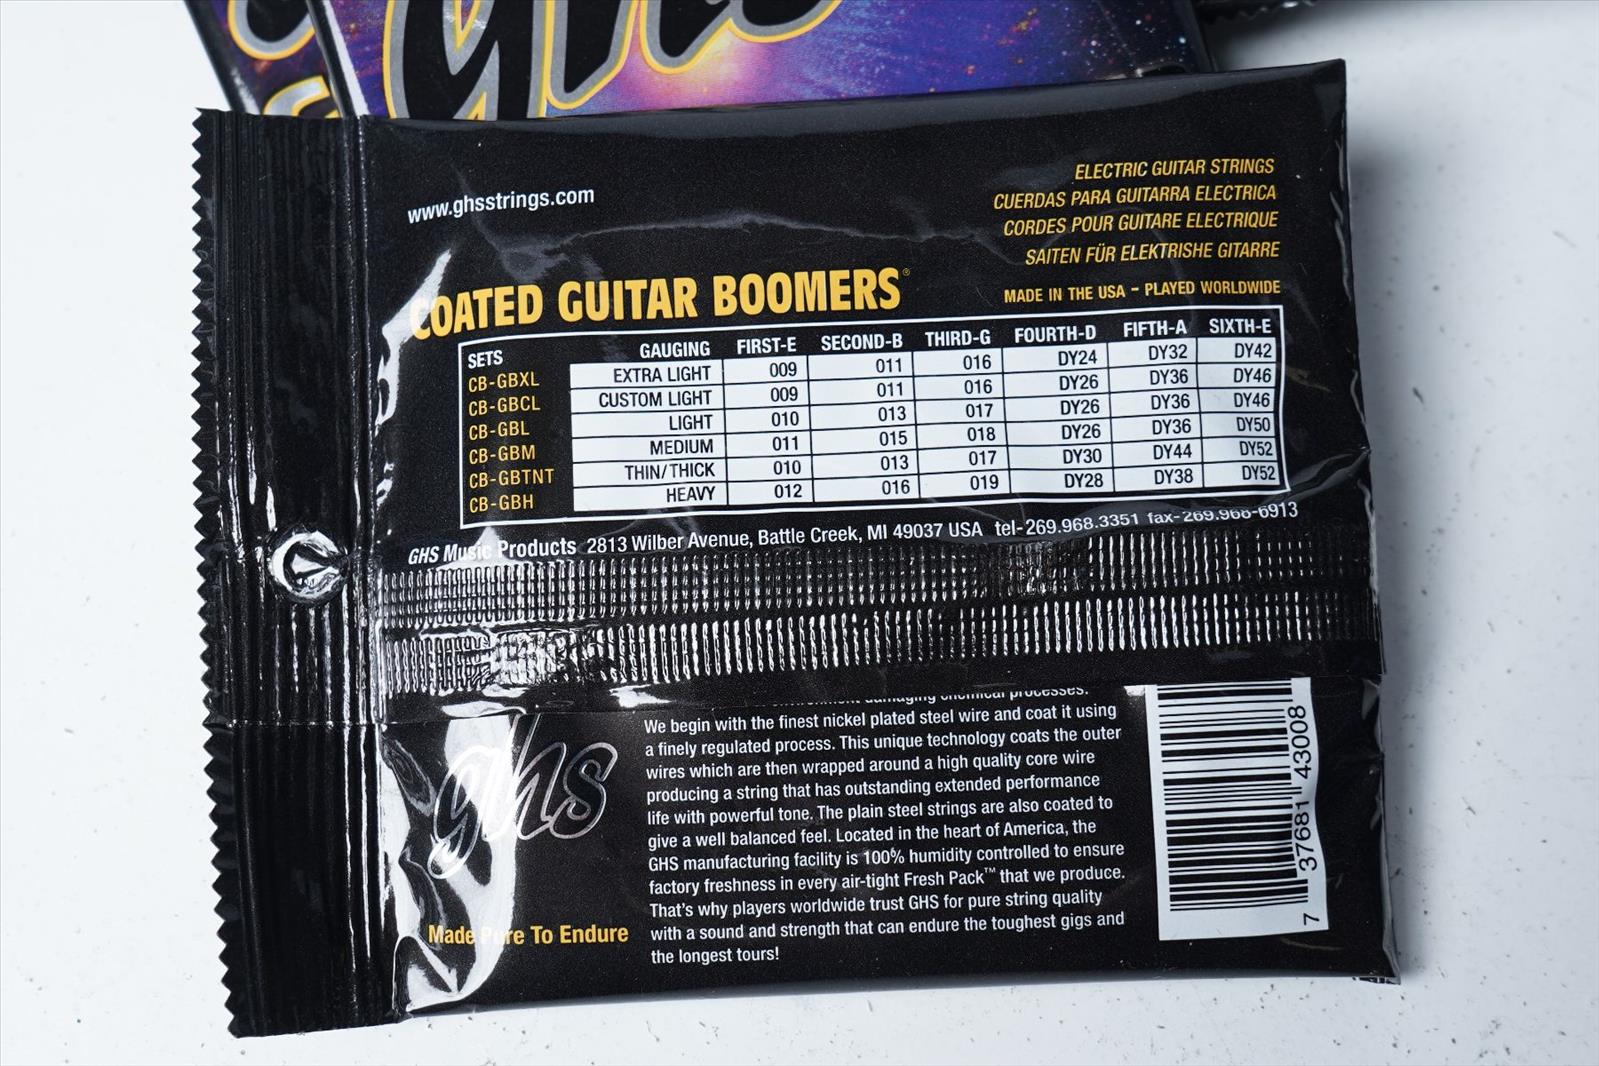 ghs
www.ghsstrings.com
ELECTRIC GUITAR STRINGS
CUERDAS PARA GUITARRA ELECTRICA
CORDES POUR GUITARE ELECTRIQUE
SAITEN FÜR ELEKTRISHE GITARRE
COATED GUITAR BOOMERS®
MADE IN THE USA - PLAYED WORLDWIDE
SETS GAUGING FIRST-E SECOND-B THIRD-G FOURTH-D FIFTH-A SIXTH-E
CB-GBXL EXTRA LIGHT 009 011 016 DY24 DY32 DY42
CB-GBCL CUSTOM LIGHT 009 011 016 DY26 DY36 DY46
CB-GBL LIGHT 010 013 017 DY26 DY36 DY46
CB-GBM MEDIUM 011 015 018 DY26 DY36 DY50
CB-GBTNT THIN/THICK 010 013 017 DY30 DY44 DY52
CB-GBH HEAVY 012 016 019 DY28 DY38 DY52
GHS Music Products 2813 Wilber Avenue, Battle Creek, MI 49037 USA tel-269.968.3351 fax-269.968-6913
damaging chemical processes.
We begin with the finest nickel plated steel wire and coat it using
a finely regulated process. This unique technology coats the outer
wires which are then wrapped around a high quality core wire
producing a string that has outstanding extended performance
life with powerful tone. The plain steel strings are also coated to
give a well balanced feel. Located in the heart of America, the
GHS manufacturing facility is 100% humidity controlled to ensure
factory freshness in every air-tight Fresh Pack™ that we produce.
That's why players worldwide trust GHS for pure string quality
with a sound and strength that can endure the toughest gigs and
the longest tours!
ghs
Made Pure To Endure
7 37681 43008